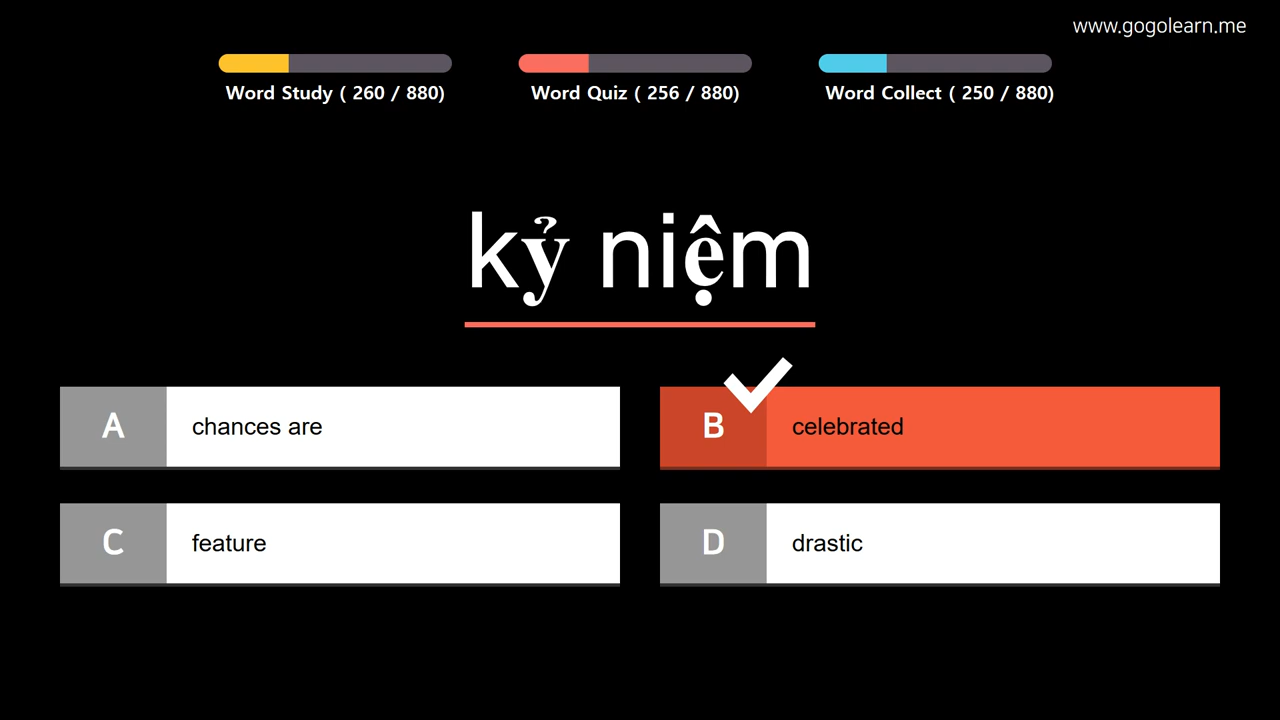 www.gogolearn.me
Word Study ( 260 / 880)
Word Quiz ( 256 / 880)
Word Collect ( 250 / 880)
kỷ niệm
A chances are
B celebrated
C feature
D drastic